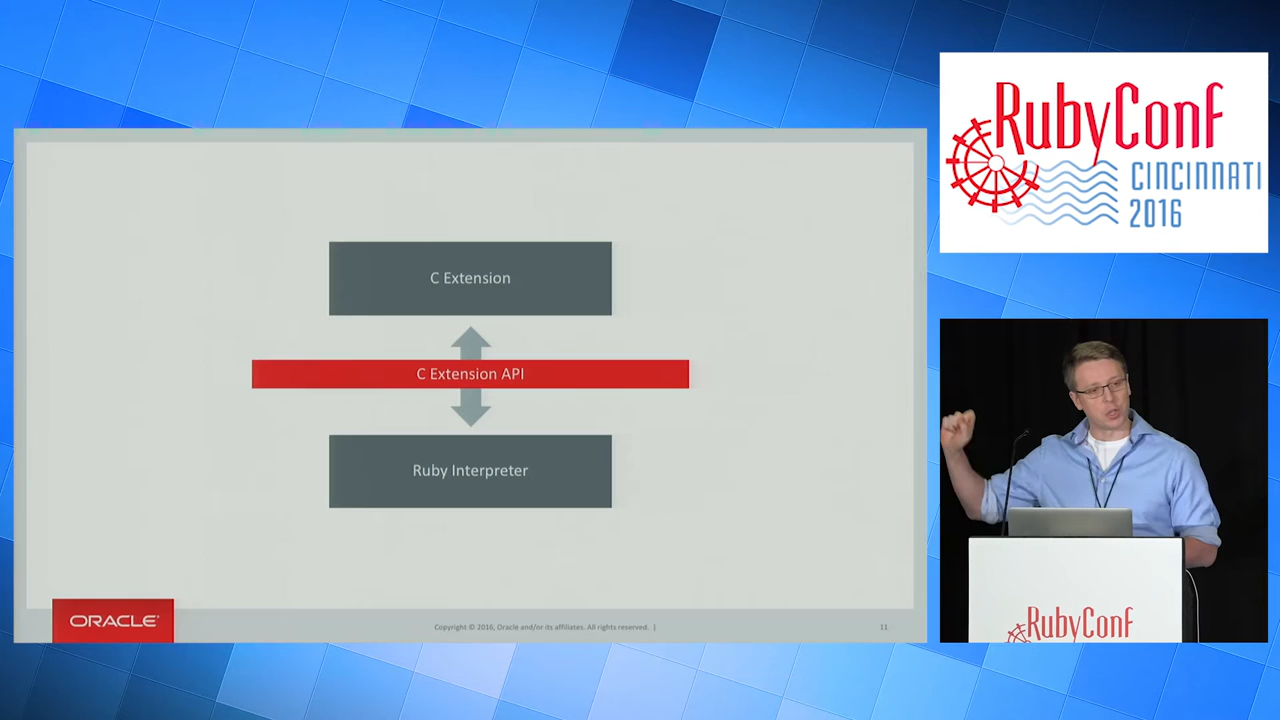 C Extension
C Extension API
Ruby Interpreter
ORACLE
Copyright © 2016, Oracle and/or its affiliates. All rights reserved. |
11
RubyConf
CINCINNATI
2016
RubyConf